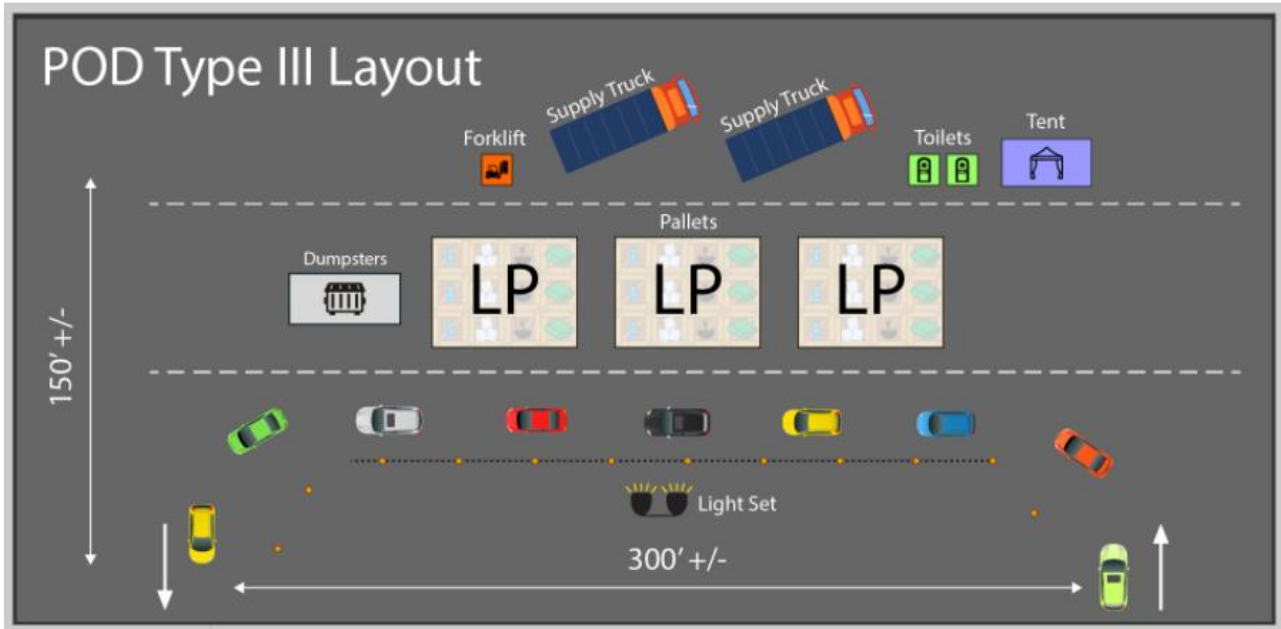 POD Type III Layout
Supply Truck
Supply Truck
Forklift
Toilets
Tent
Pallets
Dumpsters
LP
LP
LP
150’ +/-
Light Set
300’ +/-